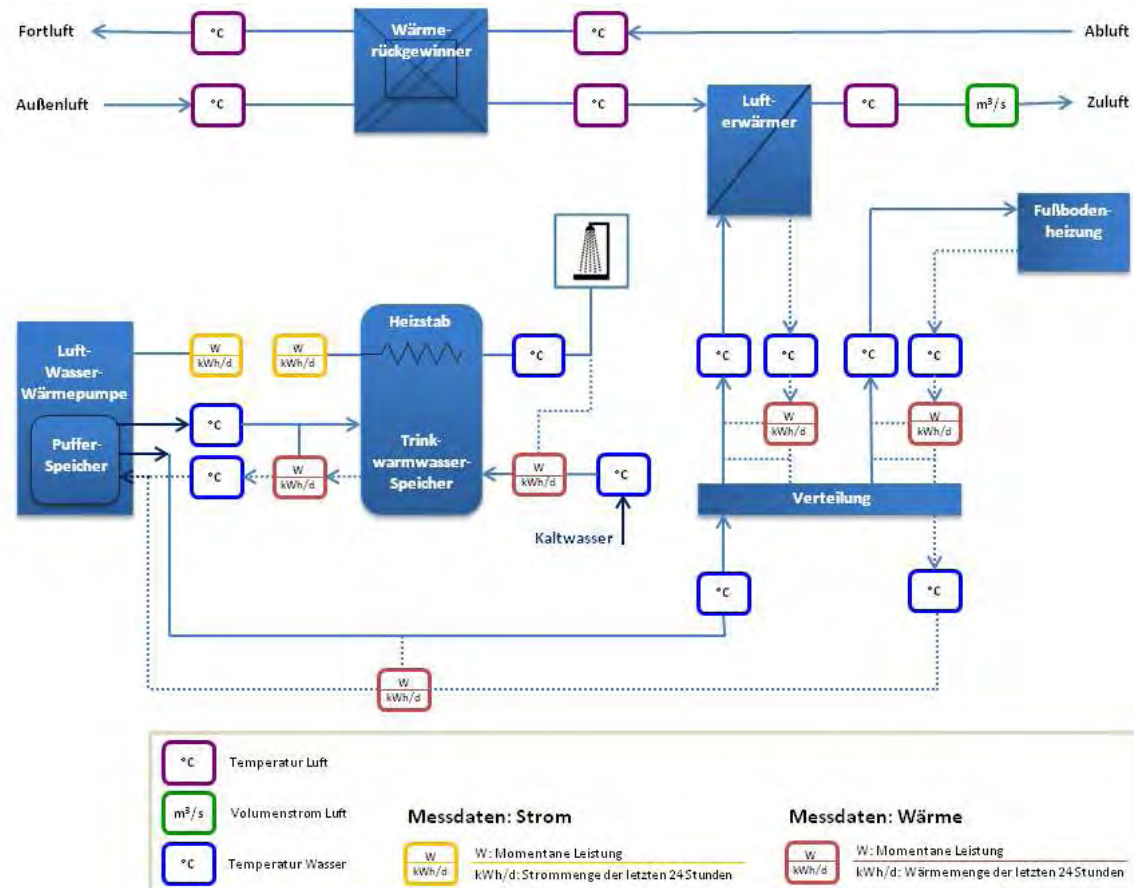 Fortluft
°C
Wärme-
rückgewinner
°C
Abluft
Außenluft
°C
°C
Luft-
erwärmer
°C
m³/s
Zuluft
Fußboden-
heizung
Luft-
Wasser-
Wärmepumpe
W
kWh/d
W
kWh/d
Heizstab
°C
°C
°C
°C
°C
Puffer-
Speicher
°C
°C
W
kWh/d
Trink-
warmwasser-
Speicher
W
kWh/d
°C
W
kWh/d
W
kWh/d
Kaltwasser
Verteilung
°C
°C
W
kWh/d
°C
Temperatur Luft
m³/s
Volumenstrom Luft
°C
Temperatur Wasser
Messdaten: Strom
W
kWh/d
W: Momentane Leistung
kWh/d: Strommenge der letzten 24 Stunden
Messdaten: Wärme
W
kWh/d
W: Momentane Leistung
kWh/d: Wärmemenge der letzten 24 Stunden